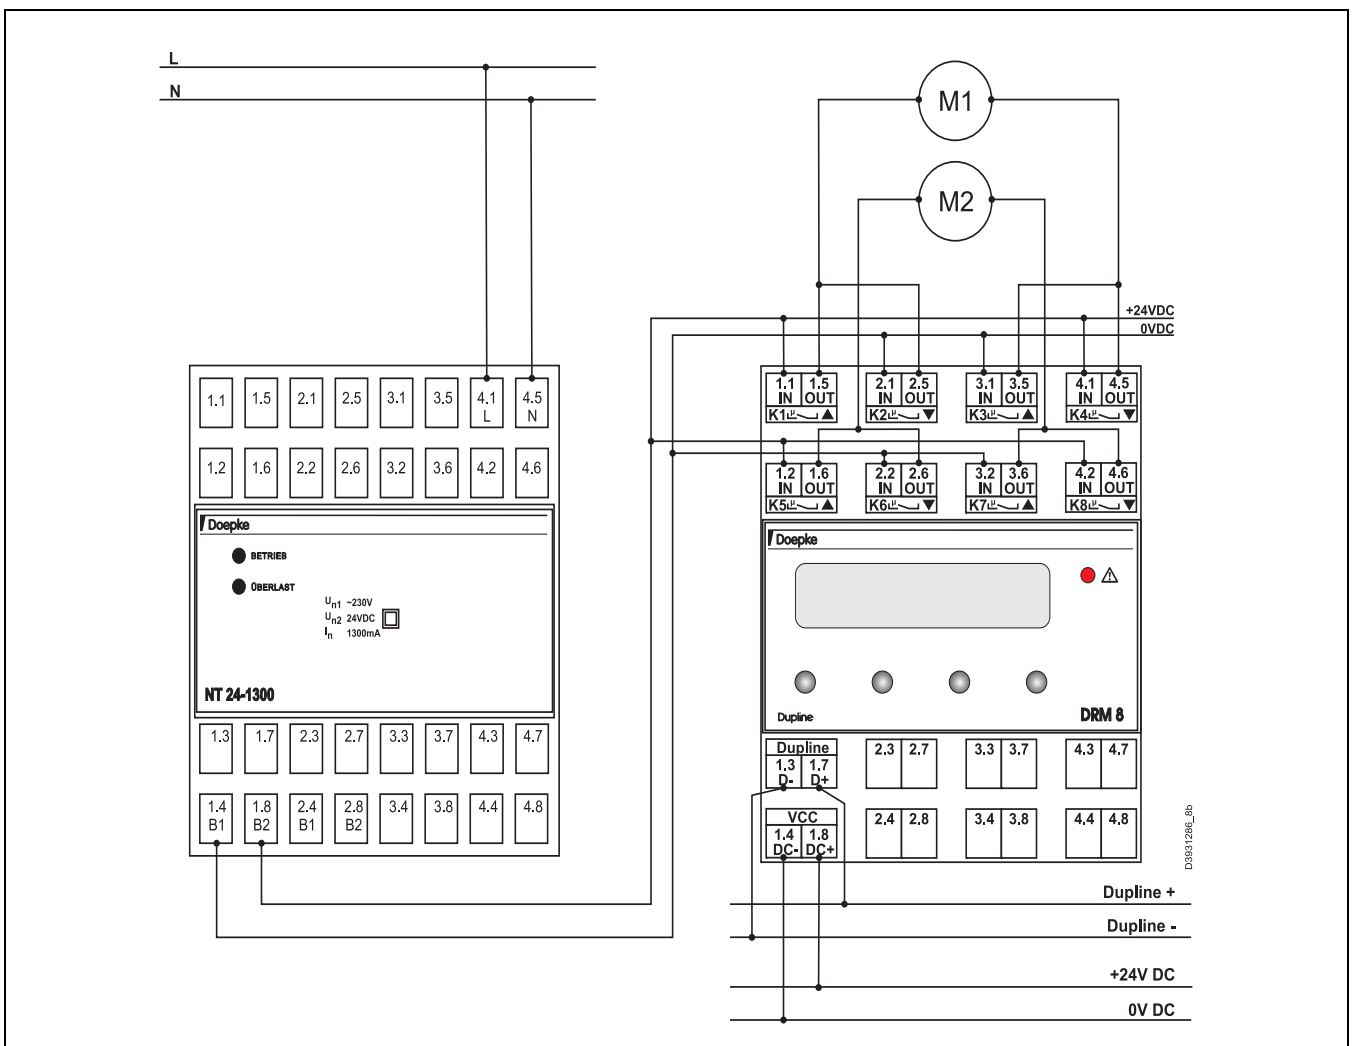 L
N
M1
M2
+24VDC
0VDC
1.1 1.5 2.1 2.5 3.1 3.5 4.1 4.5
L N
1.2 1.6 2.2 2.6 3.2 3.6 4.2 4.6
Doepke
BETRIEB
ÜBERLAST
Un1 ~230V
Un2 24VDC
In 1300mA
NT 24-1300
1.3 1.7 2.3 2.7 3.3 3.7 4.3 4.7
1.4 1.8 2.4 2.8 3.4 3.8 4.4 4.8
B1 B2 B1 B2
1.1 1.5 2.1 2.5 3.1 3.5 4.1 4.5
IN OUT IN OUT IN OUT IN OUT
K1 µ ▲ K2 µ ▼ K3 µ ▲ K4 µ ▼
1.2 1.6 2.2 2.6 3.2 3.6 4.2 4.6
IN OUT IN OUT IN OUT IN OUT
K5 µ ▲ K6 µ ▼ K7 µ ▲ K8 µ ▼
Doepke
Dupline
DRM 8
Dupline
1.3 1.7 2.3 2.7 3.3 3.7 4.3 4.7
D- D+
VCC
1.4 1.8 2.4 2.8 3.4 3.8 4.4 4.8
DC- DC+
D3931286_8b
Dupline +
Dupline -
+24V DC
0V DC